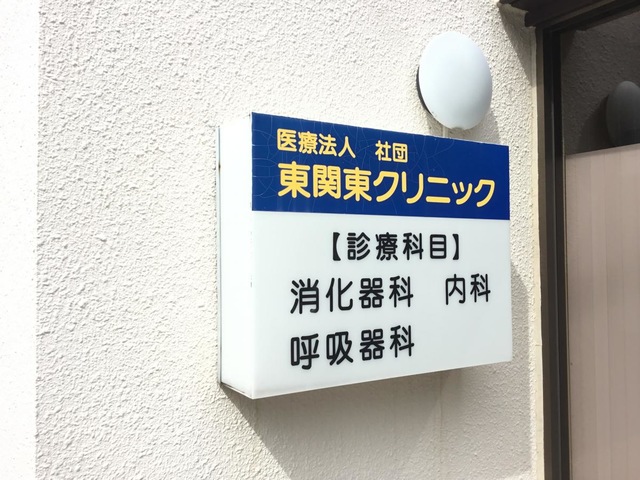 医療法人　社団
東関東クリニック
【診療科目】
消化器科　内科
呼吸器科